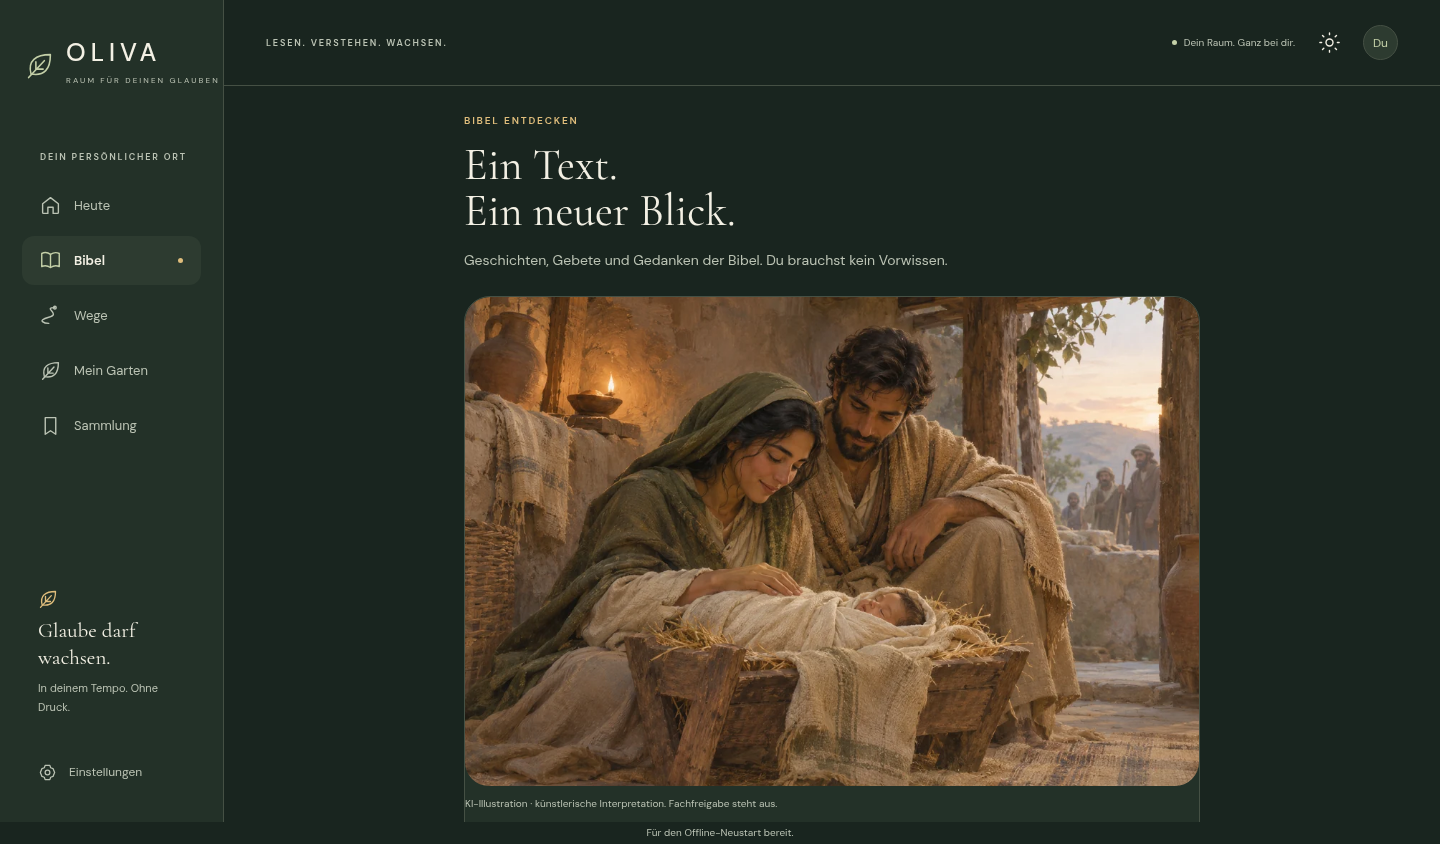 OLIVA
RAUM FÜR DEINEN GLAUBEN
DEIN PERSÖNLICHER ORT
Heute
Bibel
Wege
Mein Garten
Sammlung
Glaube darf
wachsen.
In deinem Tempo. Ohne
Druck.
Einstellungen
LESEN. VERSTEHEN. WACHSEN.
Dein Raum. Ganz bei dir.
Du
BIBEL ENTDECKEN
Ein Text.
Ein neuer Blick.
Geschichten, Gebete und Gedanken der Bibel. Du brauchst kein Vorwissen.
KI-Illustration · künstlerische Interpretation. Fachfreigabe steht aus.
Für den Offline-Neustart bereit.